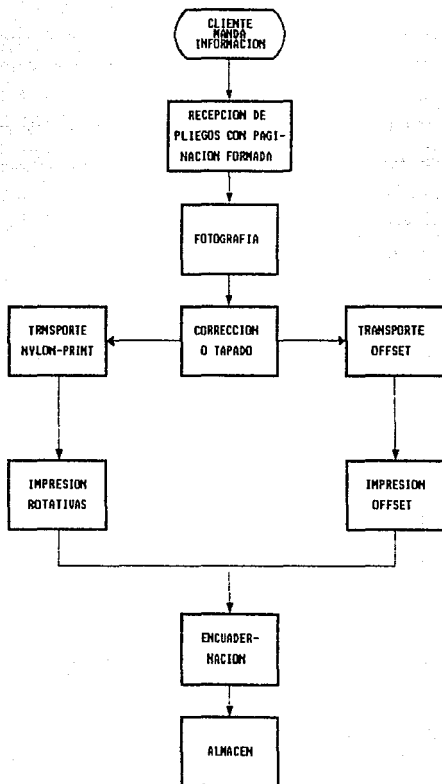 CLIENTE
MANDA
INFORMACION
RECEPCION DE
PLIEGOS CON PAGI-
NACION FORMADA
FOTOGRAFIA
TRNSPORTE
NYLON-PRINT
CORRECCION
O TAPADO
TRANSPORTE
OFFSET
IMPRESION
ROTATIVAS
IMPRESION
OFFSET
ENCUADER-
NACION
ALMACEN